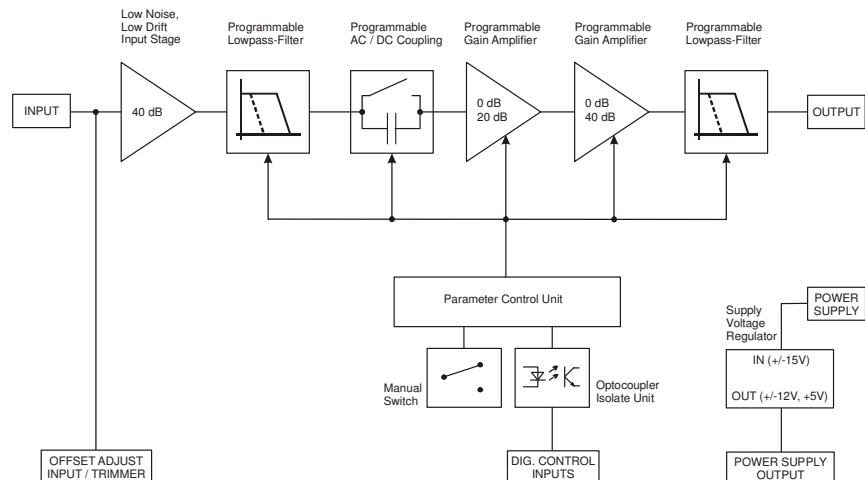 Low Noise,
Low Drift
Input Stage
Programmable
Lowpass-Filter
Programmable
AC / DC Coupling
Programmable
Gain Amplifier
Programmable
Gain Amplifier
Programmable
Lowpass-Filter
INPUT
40 dB
0 dB
20 dB
0 dB
40 dB
OUTPUT
Parameter Control Unit
Manual
Switch
Optocoupler
Isolate Unit
Supply
Voltage
Regulator
POWER
SUPPLY
IN (+/-15V)
OUT (+/-12V, +5V)
OFFSET ADJUST
INPUT / TRIMMER
DIG. CONTROL
INPUTS
POWER SUPPLY
OUTPUT